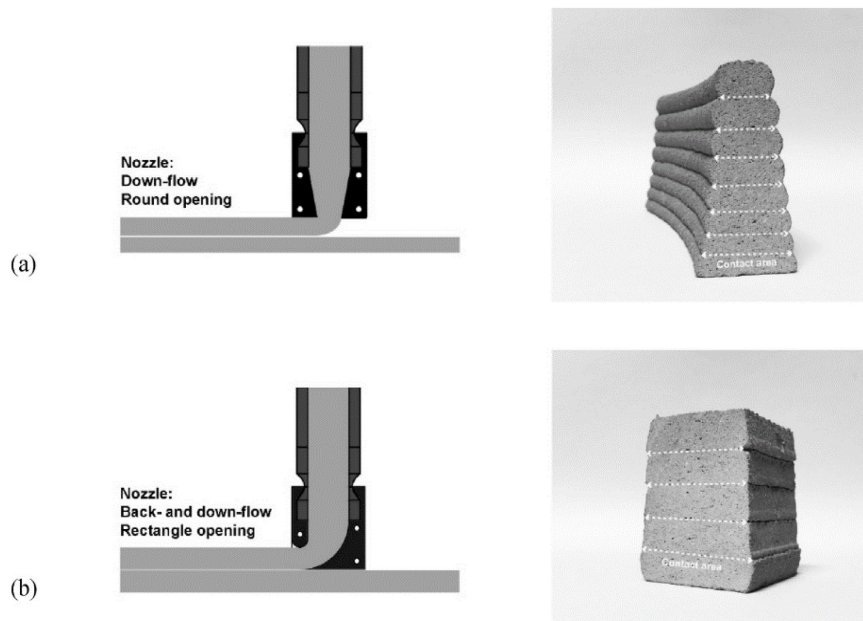 Nozzle:
Down-flow
Round opening
Contact area
(a)
Nozzle:
Back- and down-flow
Rectangle opening
Contact area
(b)